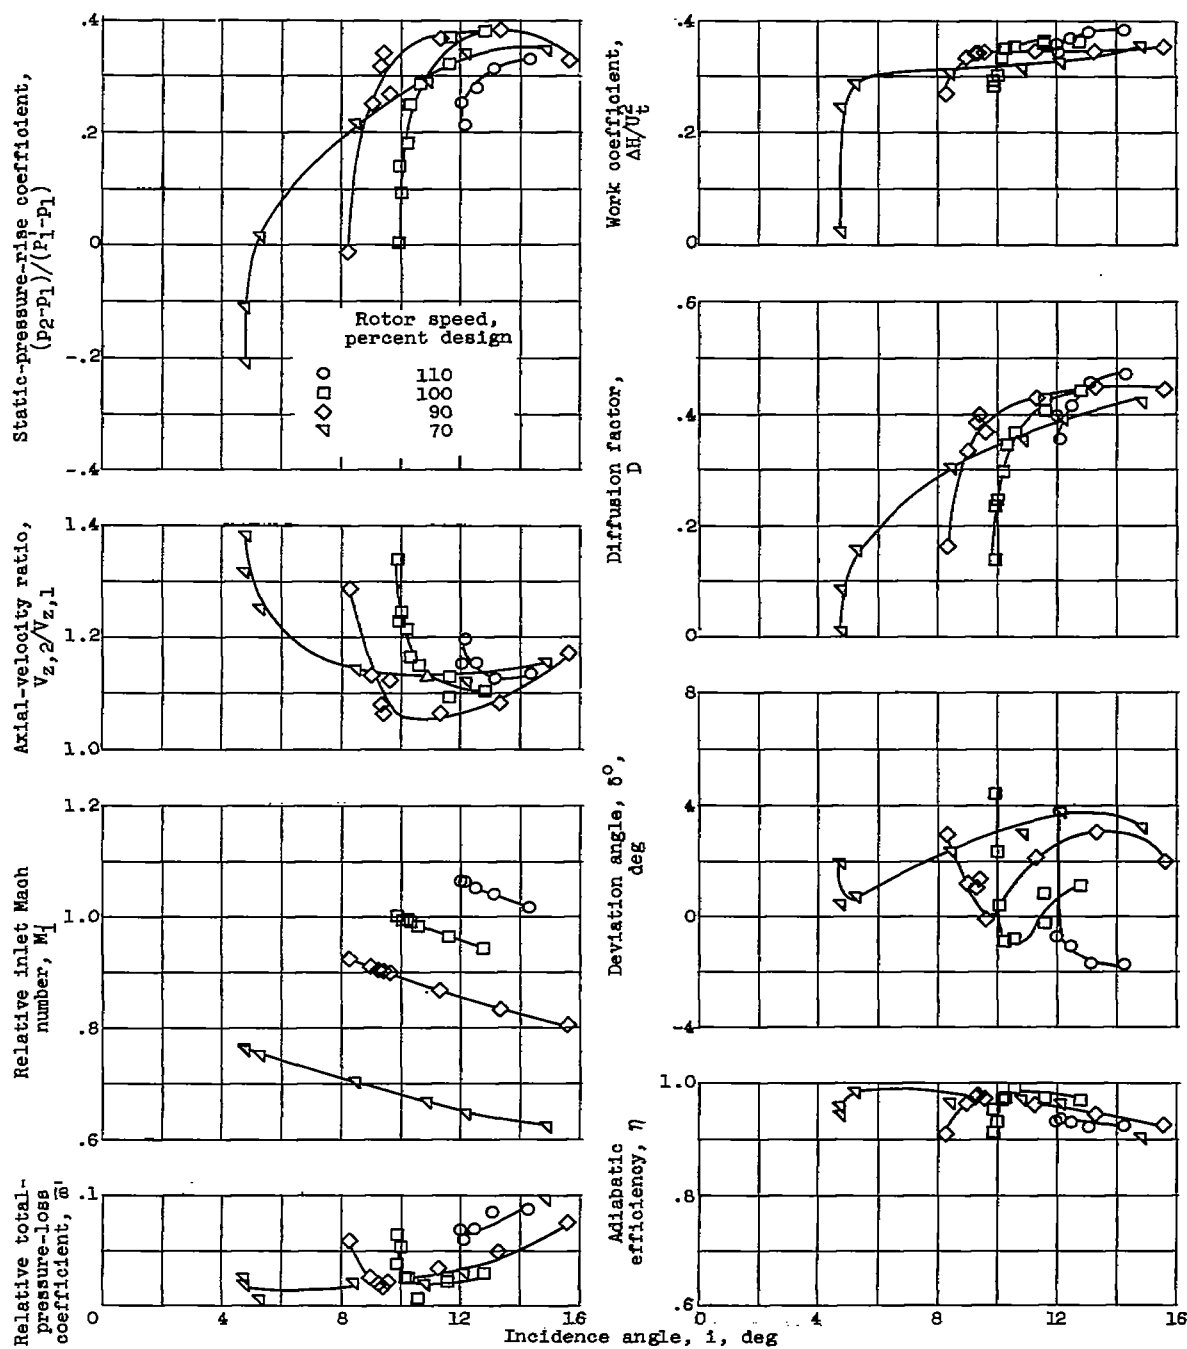 Static-pressure-rise coefficient,
(p2-p1)/(P1'-p1)
.4
.2
0
-.2
-.4
Rotor speed,
percent design
110
100
90
70
Axial-velocity ratio,
Vz,2/Vz,1
1.4
1.2
1.0
Relative inlet Mach
number, M1'
1.2
1.0
.8
.6
Relative total-
pressure-loss
coefficient, ω̅'
.1
0
0 4 8 12 16
Work coefficient,
ΔH/Ut²
.4
.2
0
Diffusion factor,
D
.6
.4
.2
0
Deviation angle, δ°,
deg
8
4
0
-4
Adiabatic
efficiency, η
1.0
.8
.6
0 4 8 12 16
Incidence angle, i, deg